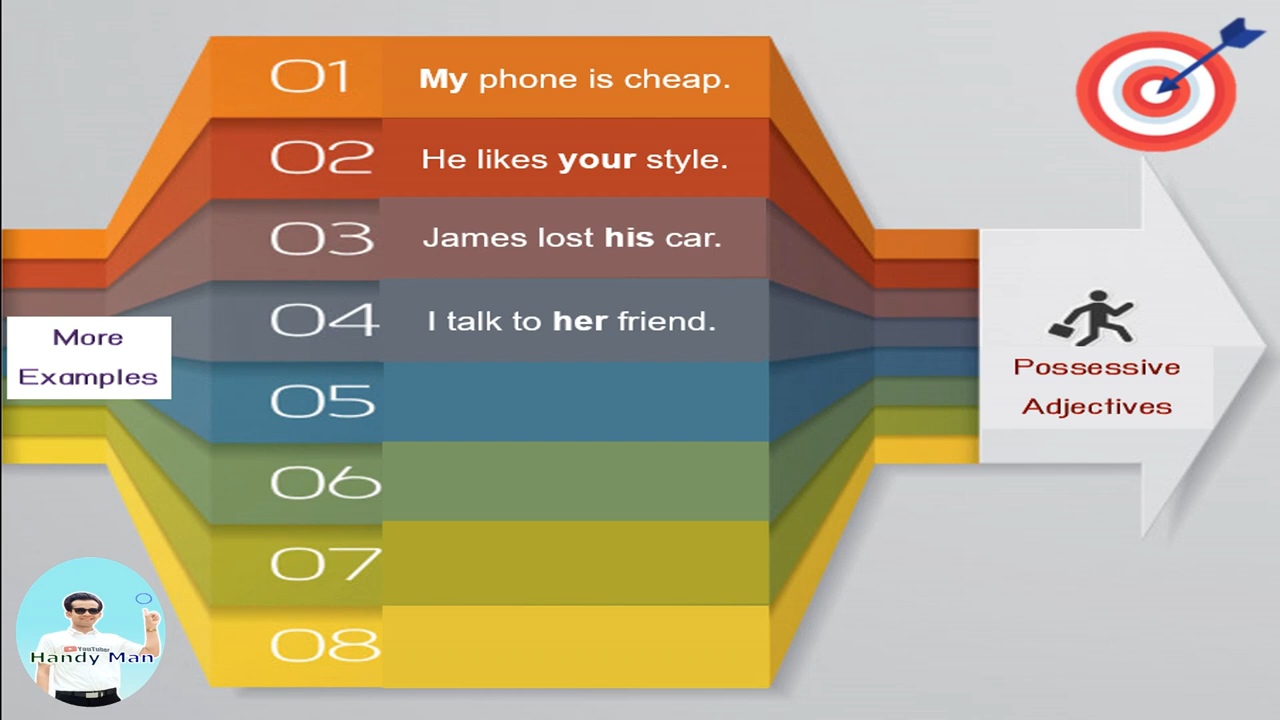 01 My phone is cheap.
02 He likes your style.
03 James lost his car.
04 I talk to her friend.
05
06
07
08
More
Examples
Possessive
Adjectives
YouTuber
Handy Man